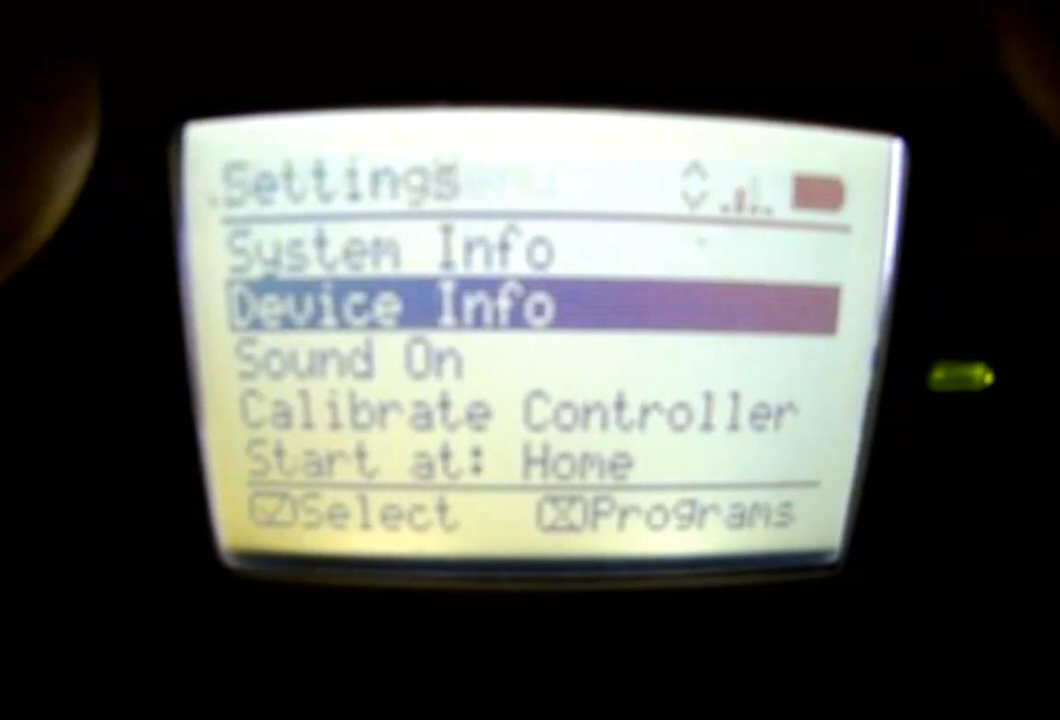 Settings
System Info
Device Info
Sound On
Calibrate Controller
Start at: Home
Select Programs